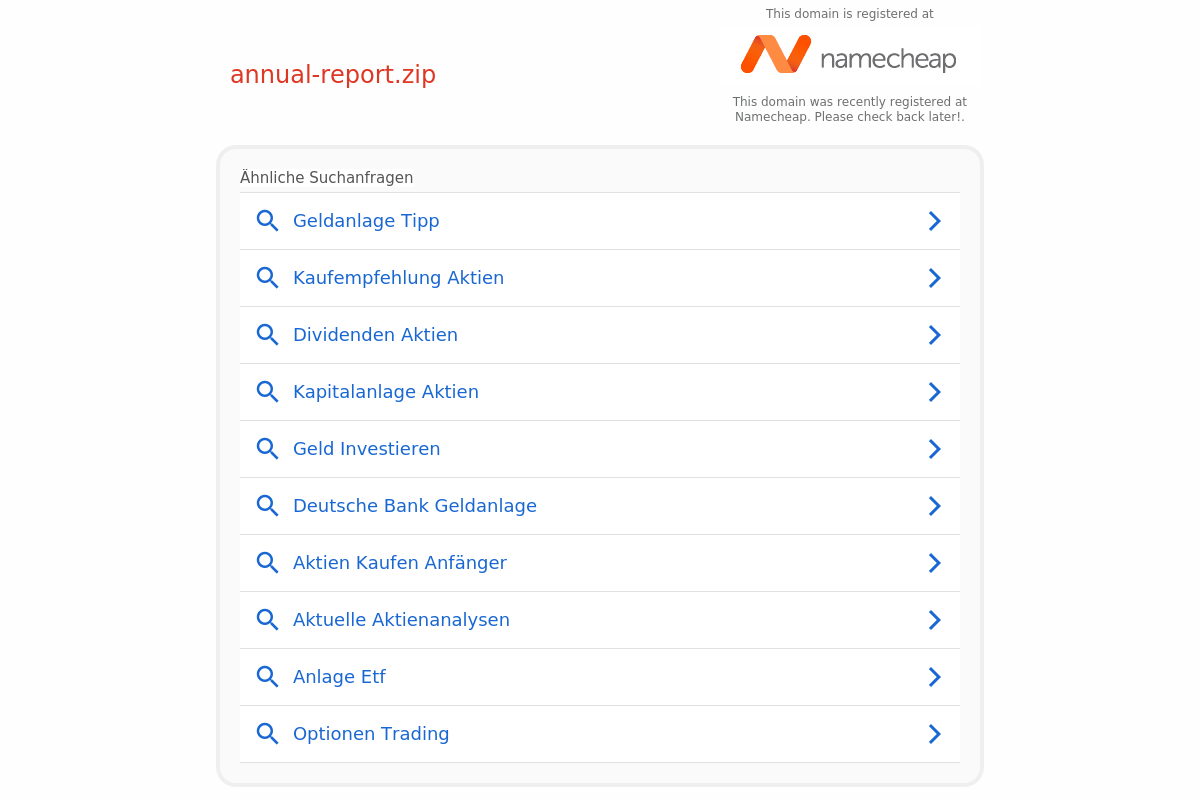 This domain is registered at
namecheap
annual-report.zip
This domain was recently registered at
Namecheap. Please check back later!.
Ähnliche Suchanfragen
Geldanlage Tipp
Kaufempfehlung Aktien
Dividenden Aktien
Kapitalanlage Aktien
Geld Investieren
Deutsche Bank Geldanlage
Aktien Kaufen Anfänger
Aktuelle Aktienanalysen
Anlage Etf
Optionen Trading